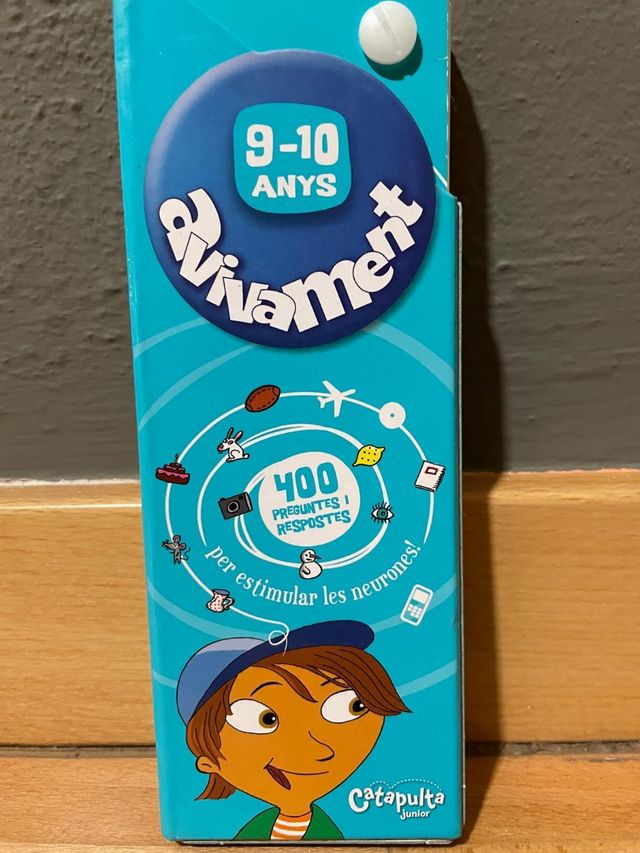 9-10
ANYS
avivament
400
PREGUNTES I
RESPOSTES
per estimular les neurones!
Catapulta
junior